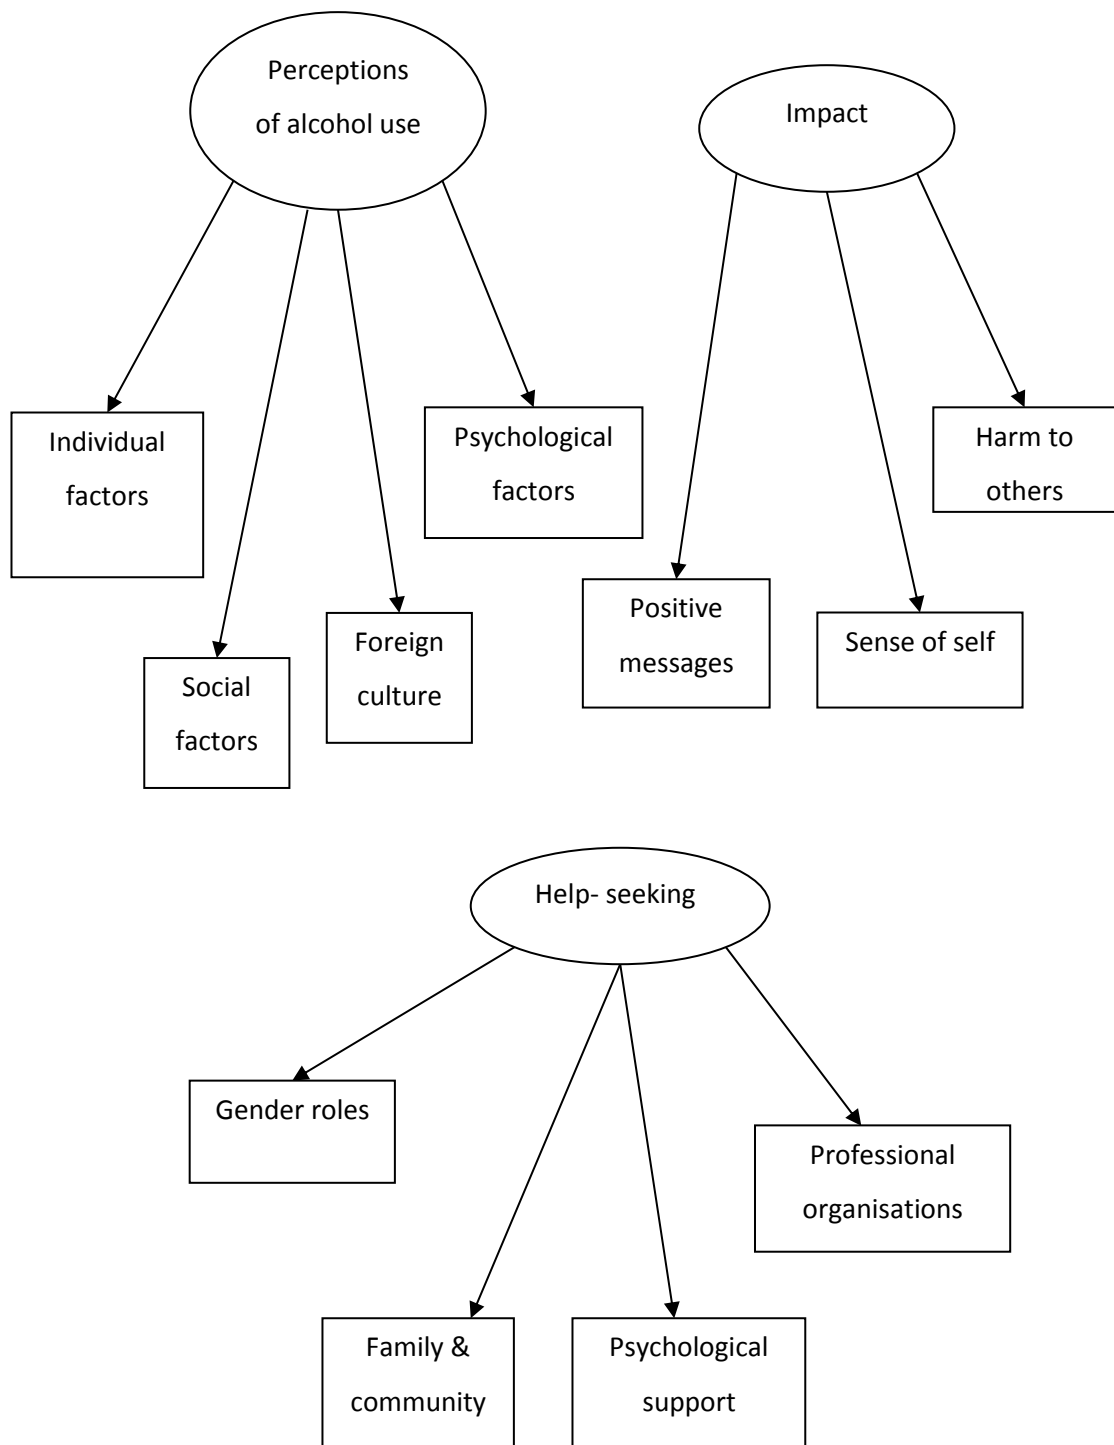 Perceptions
of alcohol use
Impact
Individual
factors
Psychological
factors
Harm to
others
Social
factors
Foreign
culture
Positive
messages
Sense of self
Help- seeking
Gender roles
Professional
organisations
Family &
community
Psychological
support